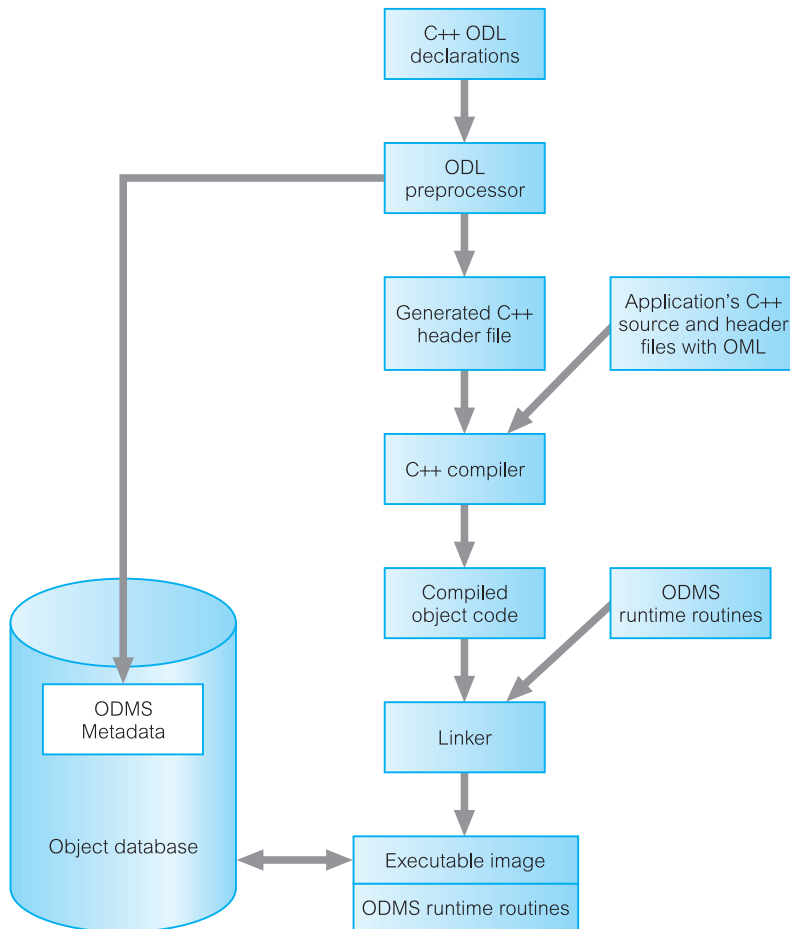 C++ ODL
declarations
ODL
preprocessor
Generated C++
header file
Application's C++
source and header
files with OML
C++ compiler
Compiled
object code
ODMS
runtime routines
ODMS
Metadata
Linker
Object database
Executable image
ODMS runtime routines